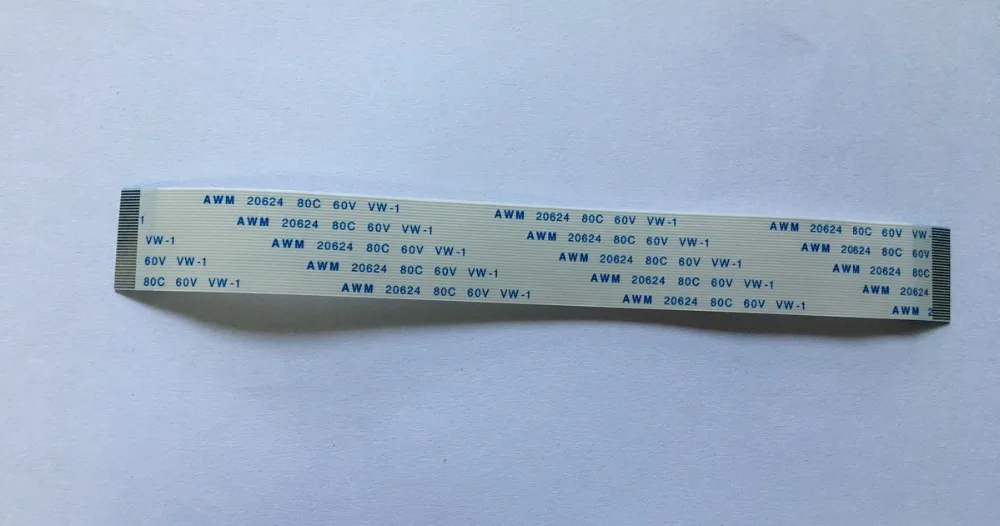 AWM 20624 80C 60V VW-1 AWM 20624 80C 60V VW-1 AWM 20624 80C 60V VW
1 AWM 20624 80C 60V VW-1 AWM 20624 80C 60V VW-1 AWM 20624 80C 60V
VW-1 AWM 20624 80C 60V VW-1 AWM 20624 80C 60V VW-1 AWM 20624 80C
60V VW-1 AWM 20624 80C 60V VW-1 AWM 20624 80C 60V VW-1 AWM 20624
80C 60V VW-1 AWM 20624 80C 60V VW-1 AWM 20624 80C 60V VW-1 AWM 2